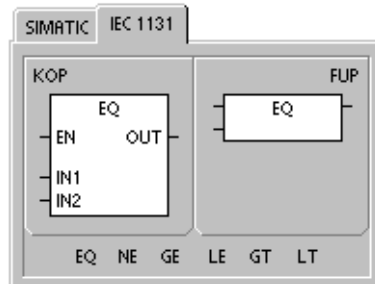 SIMATIC IEC 1131
KOP FUP
EQ EQ
EN OUT
IN1
IN2
EQ NE GE LE GT LT